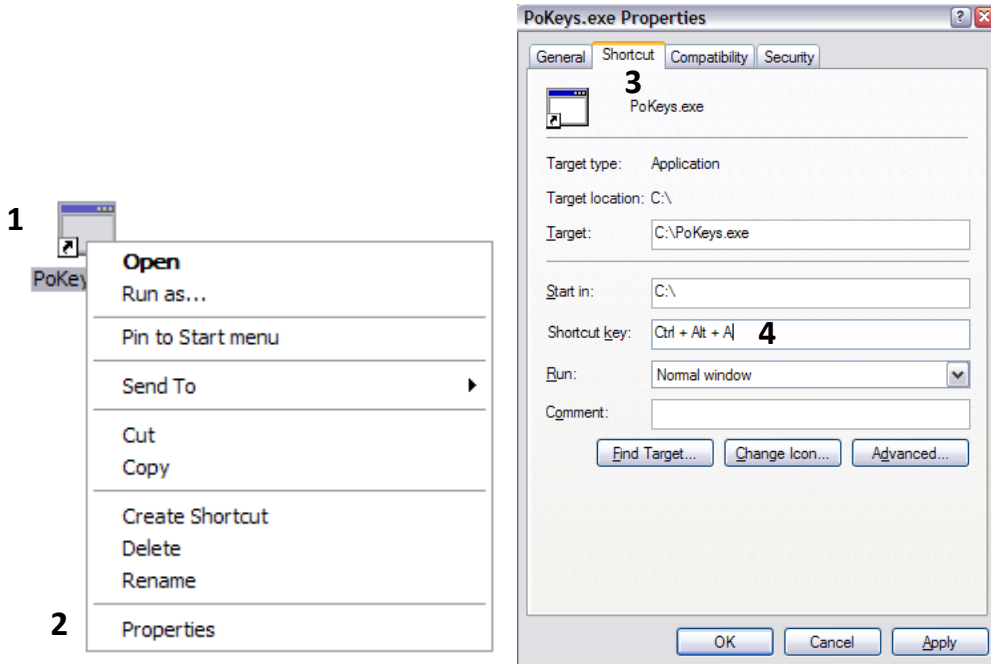 1
PoKey
Open
Run as...
Pin to Start menu
Send To
Cut
Copy
Create Shortcut
Delete
Rename
2
Properties
PoKeys.exe Properties
General Shortcut Compatibility Security
3
PoKeys.exe
Target type: Application
Target location: C:\
Target: C:\PoKeys.exe
Start in: C:\
Shortcut key: Ctrl + Alt + A 4
Run: Normal window
Comment:
Find Target... Change Icon... Advanced...
OK Cancel Apply